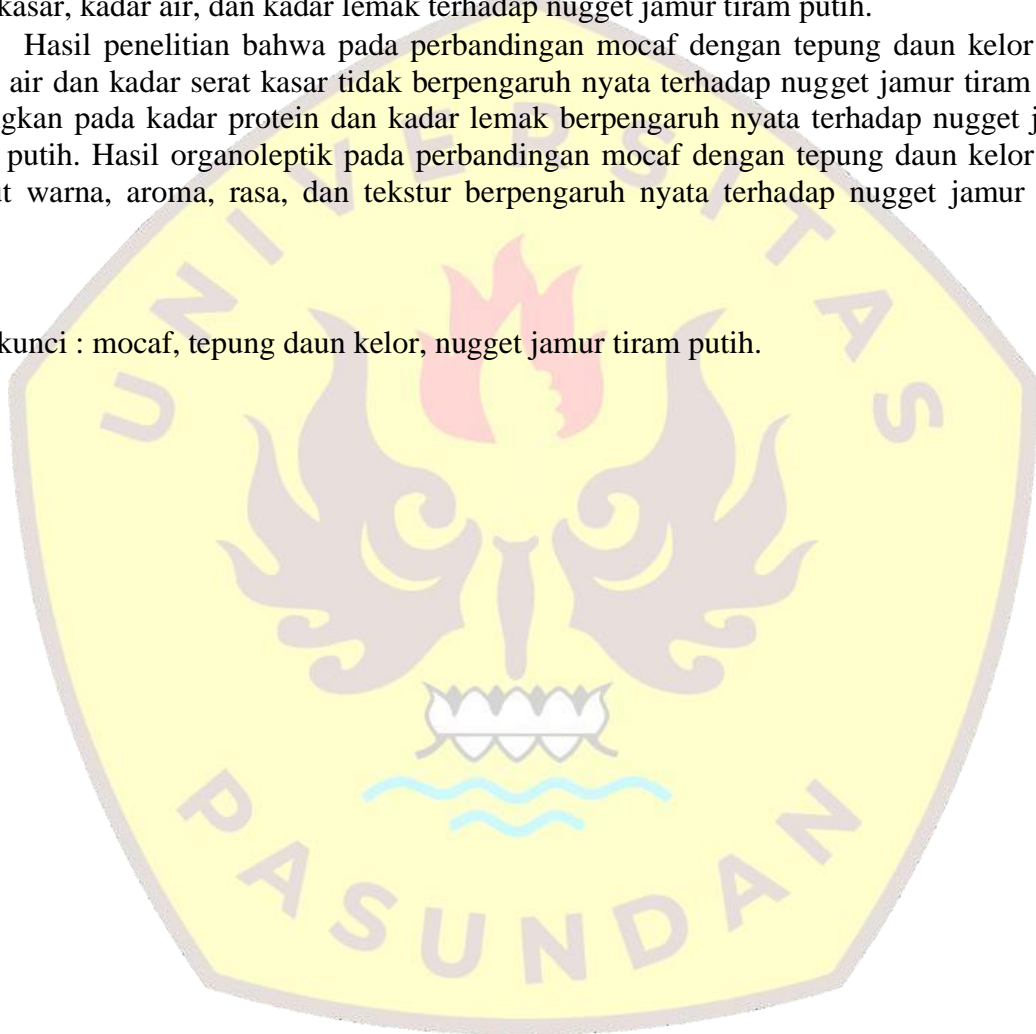 kasar, kadar air, dan kadar lemak terhadap nugget jamur tiram putih.
Hasil penelitian bahwa pada perbandingan mocaf dengan tepung daun kelor
air dan kadar serat kasar tidak berpengaruh nyata terhadap nugget jamur tiram
gkan pada kadar protein dan kadar lemak berpengaruh nyata terhadap nugget j
putih. Hasil organoleptik pada perbandingan mocaf dengan tepung daun kelor
ut warna, aroma, rasa, dan tekstur berpengaruh nyata terhadap nugget jamur
kunci : mocaf, tepung daun kelor, nugget jamur tiram putih.
UNIVERSITAS
PASUNDAN